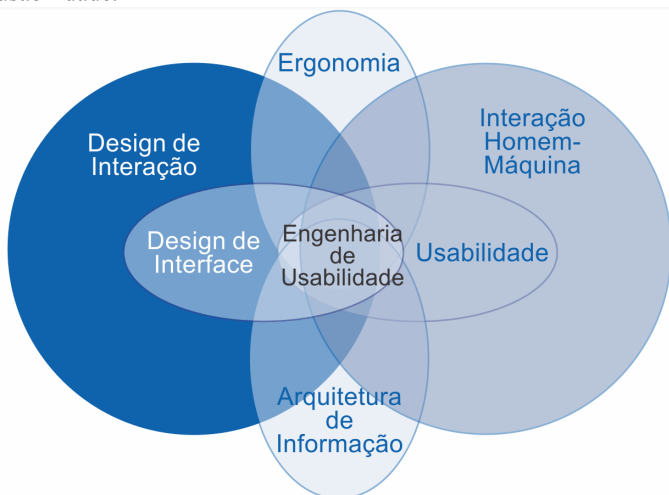 Ergonomia
Design de
Interação
Interação
Homem-
Máquina
Design de
Interface
Engenharia
de
Usabilidade
Usabilidade
Arquitetura
de
Informação